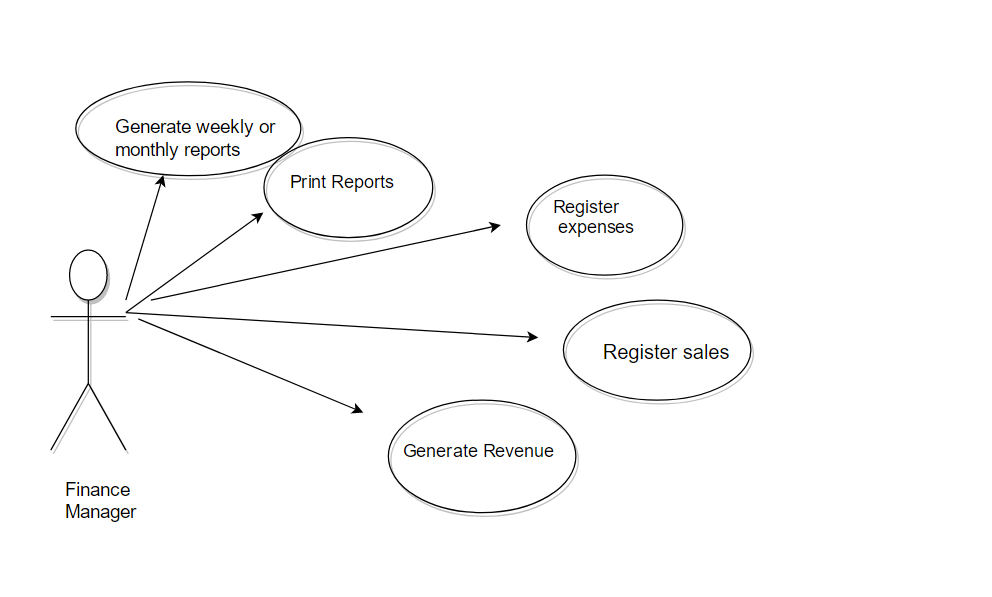 Generate weekly or
monthly reports
Print Reports
Register
expenses
Register sales
Generate Revenue
Finance
Manager